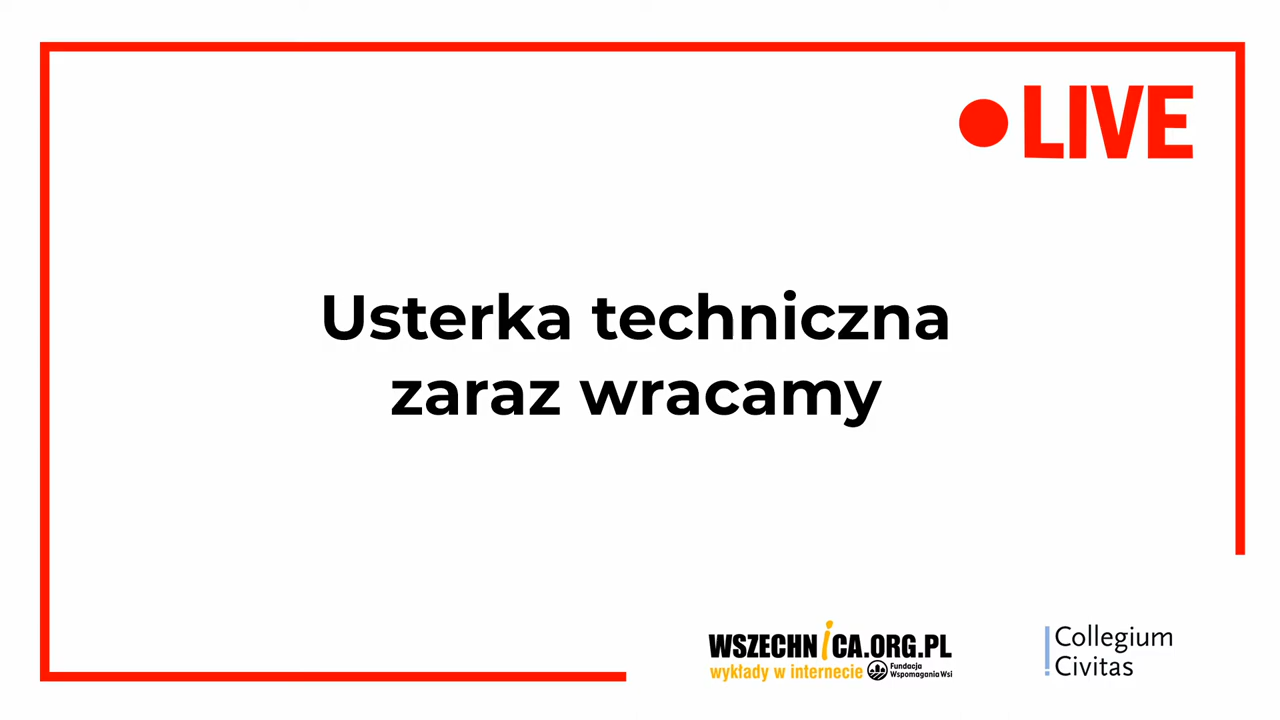 LIVE
Usterka techniczna
zaraz wracamy
WSZECHNiCA.ORG.PL
wykłady w internecie
Fundacja
Wspomagania Wsi
Collegium
Civitas